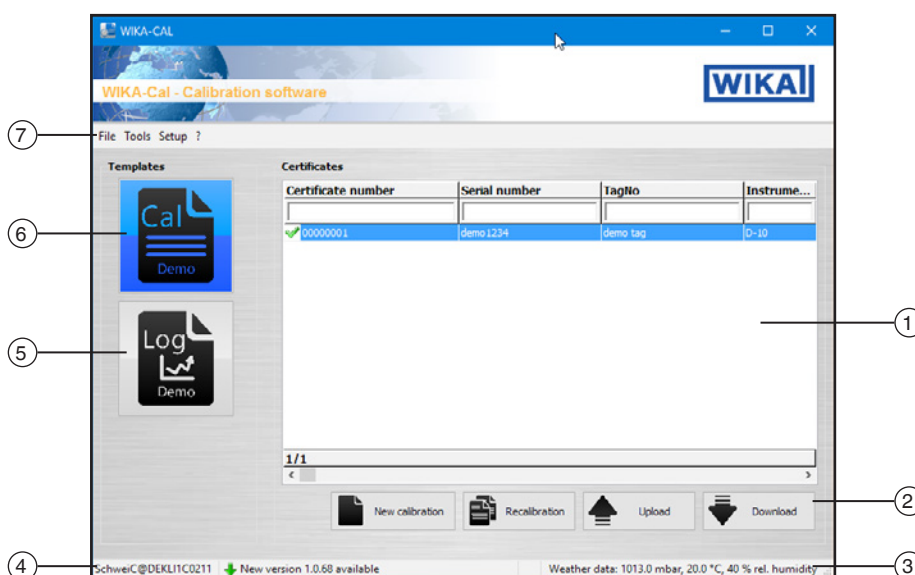 WIKA-CAL
WIKA-Cal - Calibration software
WIKA
7
File Tools Setup ?
Templates
Certificates
Certificate number Serial number TagNo Instrume...
Cal
Demo
6
00000001 demo1234 demo tag D-10
1
Log
Demo
5
1/1
New calibration Recalibration Upload Download
2
4
SchweiC@DEKLI1C0211 New version 1.0.68 available Weather data: 1013.0 mbar, 20.0 °C, 40 % rel. humidity
3